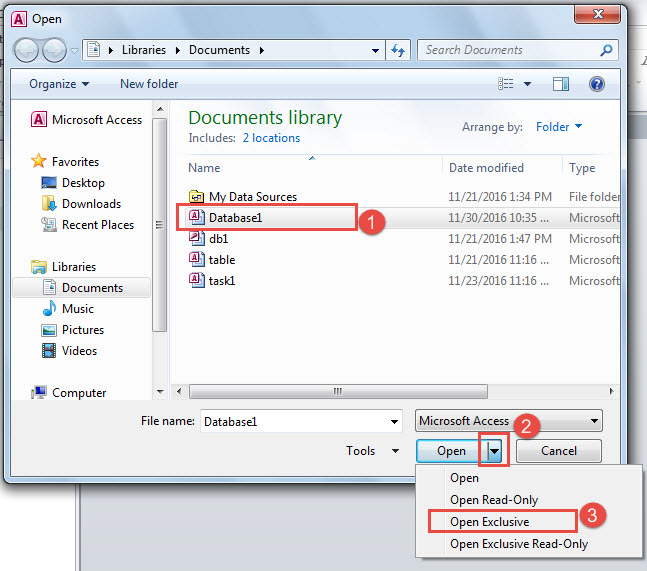 Open
Libraries Documents
Search Documents
Organize New folder
Microsoft Access
Favorites
Desktop
Downloads
Recent Places
Libraries
Documents
Music
Pictures
Videos
Computer
Documents library
Includes: 2 locations
Arrange by: Folder
Name Date modified Type
My Data Sources 11/21/2016 1:34 PM File folder
Database1 11/30/2016 10:35 ... Microsoft
1
db1 11/21/2016 1:47 PM Microsoft
table 11/21/2016 11:16 ... Microsoft
task1 11/23/2016 11:16 ... Microsoft
File name: Database1 Microsoft Access
2
Tools Open Cancel
Open
Open Read-Only
Open Exclusive
3
Open Exclusive Read-Only